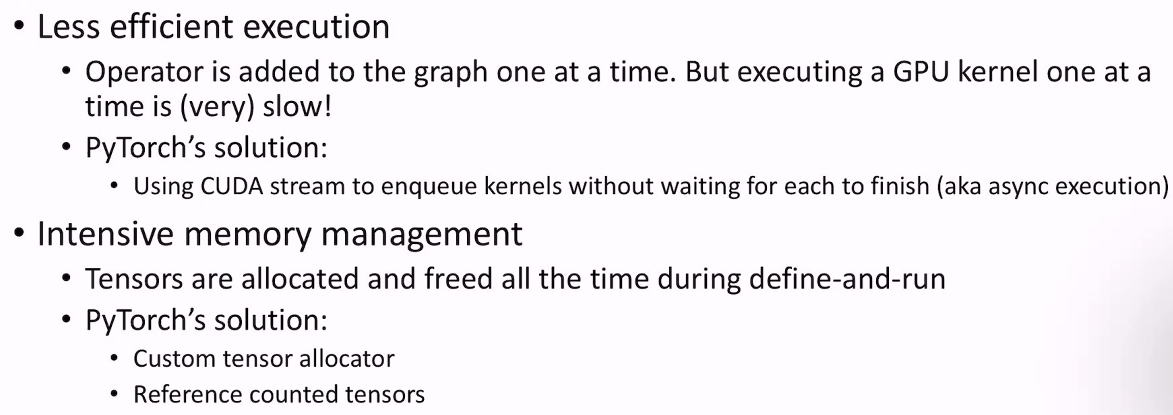 • Less efficient execution
• Operator is added to the graph one at a time. But executing a GPU kernel one at a
time is (very) slow!
• PyTorch’s solution:
• Using CUDA stream to enqueue kernels without waiting for each to finish (aka async execution)
• Intensive memory management
• Tensors are allocated and freed all the time during define-and-run
• PyTorch’s solution:
• Custom tensor allocator
• Reference counted tensors